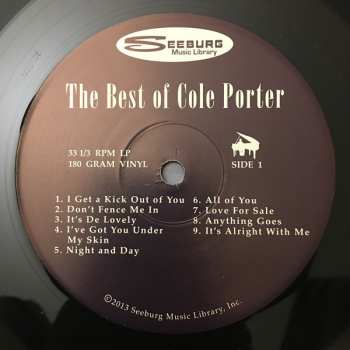 SEEBURG
Music Library
The Best of Cole Porter
33 1/3 RPM LP
180 GRAM VINYL
SIDE 1
1. I Get a Kick Out of You
2. Don't Fence Me In
3. It's De Lovely
4. I've Got You Under
My Skin
5. Night and Day
6. All of You
7. Love For Sale
8. Anything Goes
9. It's Alright With Me
©2013 Seeburg Music Library, Inc.